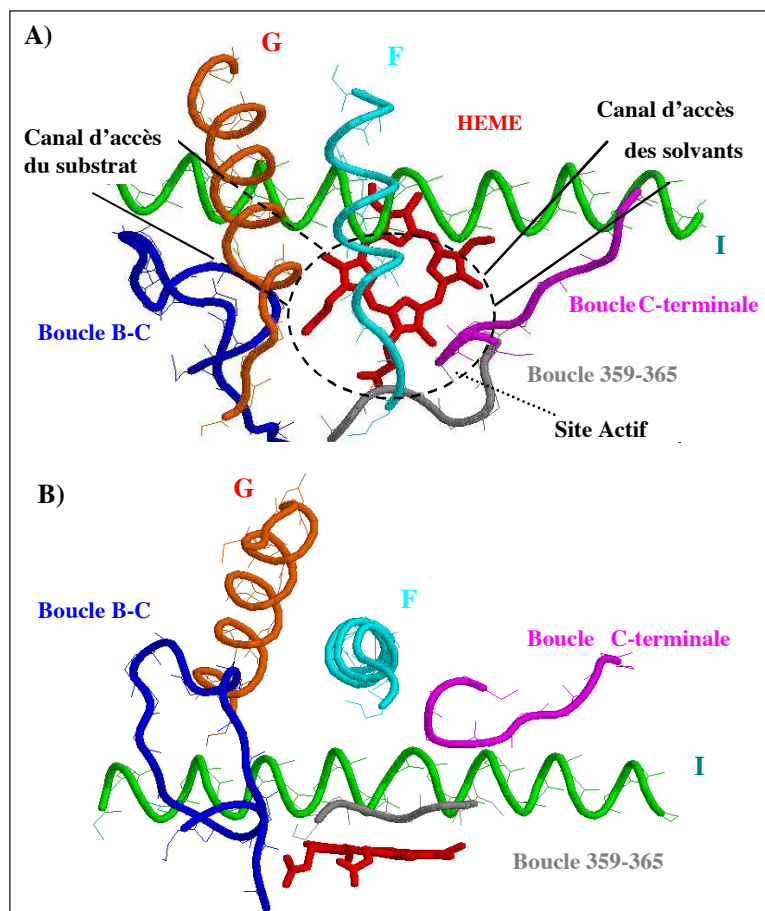 A)
G
F
Canal d'accès
du substrat
HEME
Canal d'accès
des solvants
I
Boucle B-C
Boucle C-terminale
Boucle 359-365
Site Actif
B)
G
Boucle B-C
F
Boucle C-terminale
I
Boucle 359-365